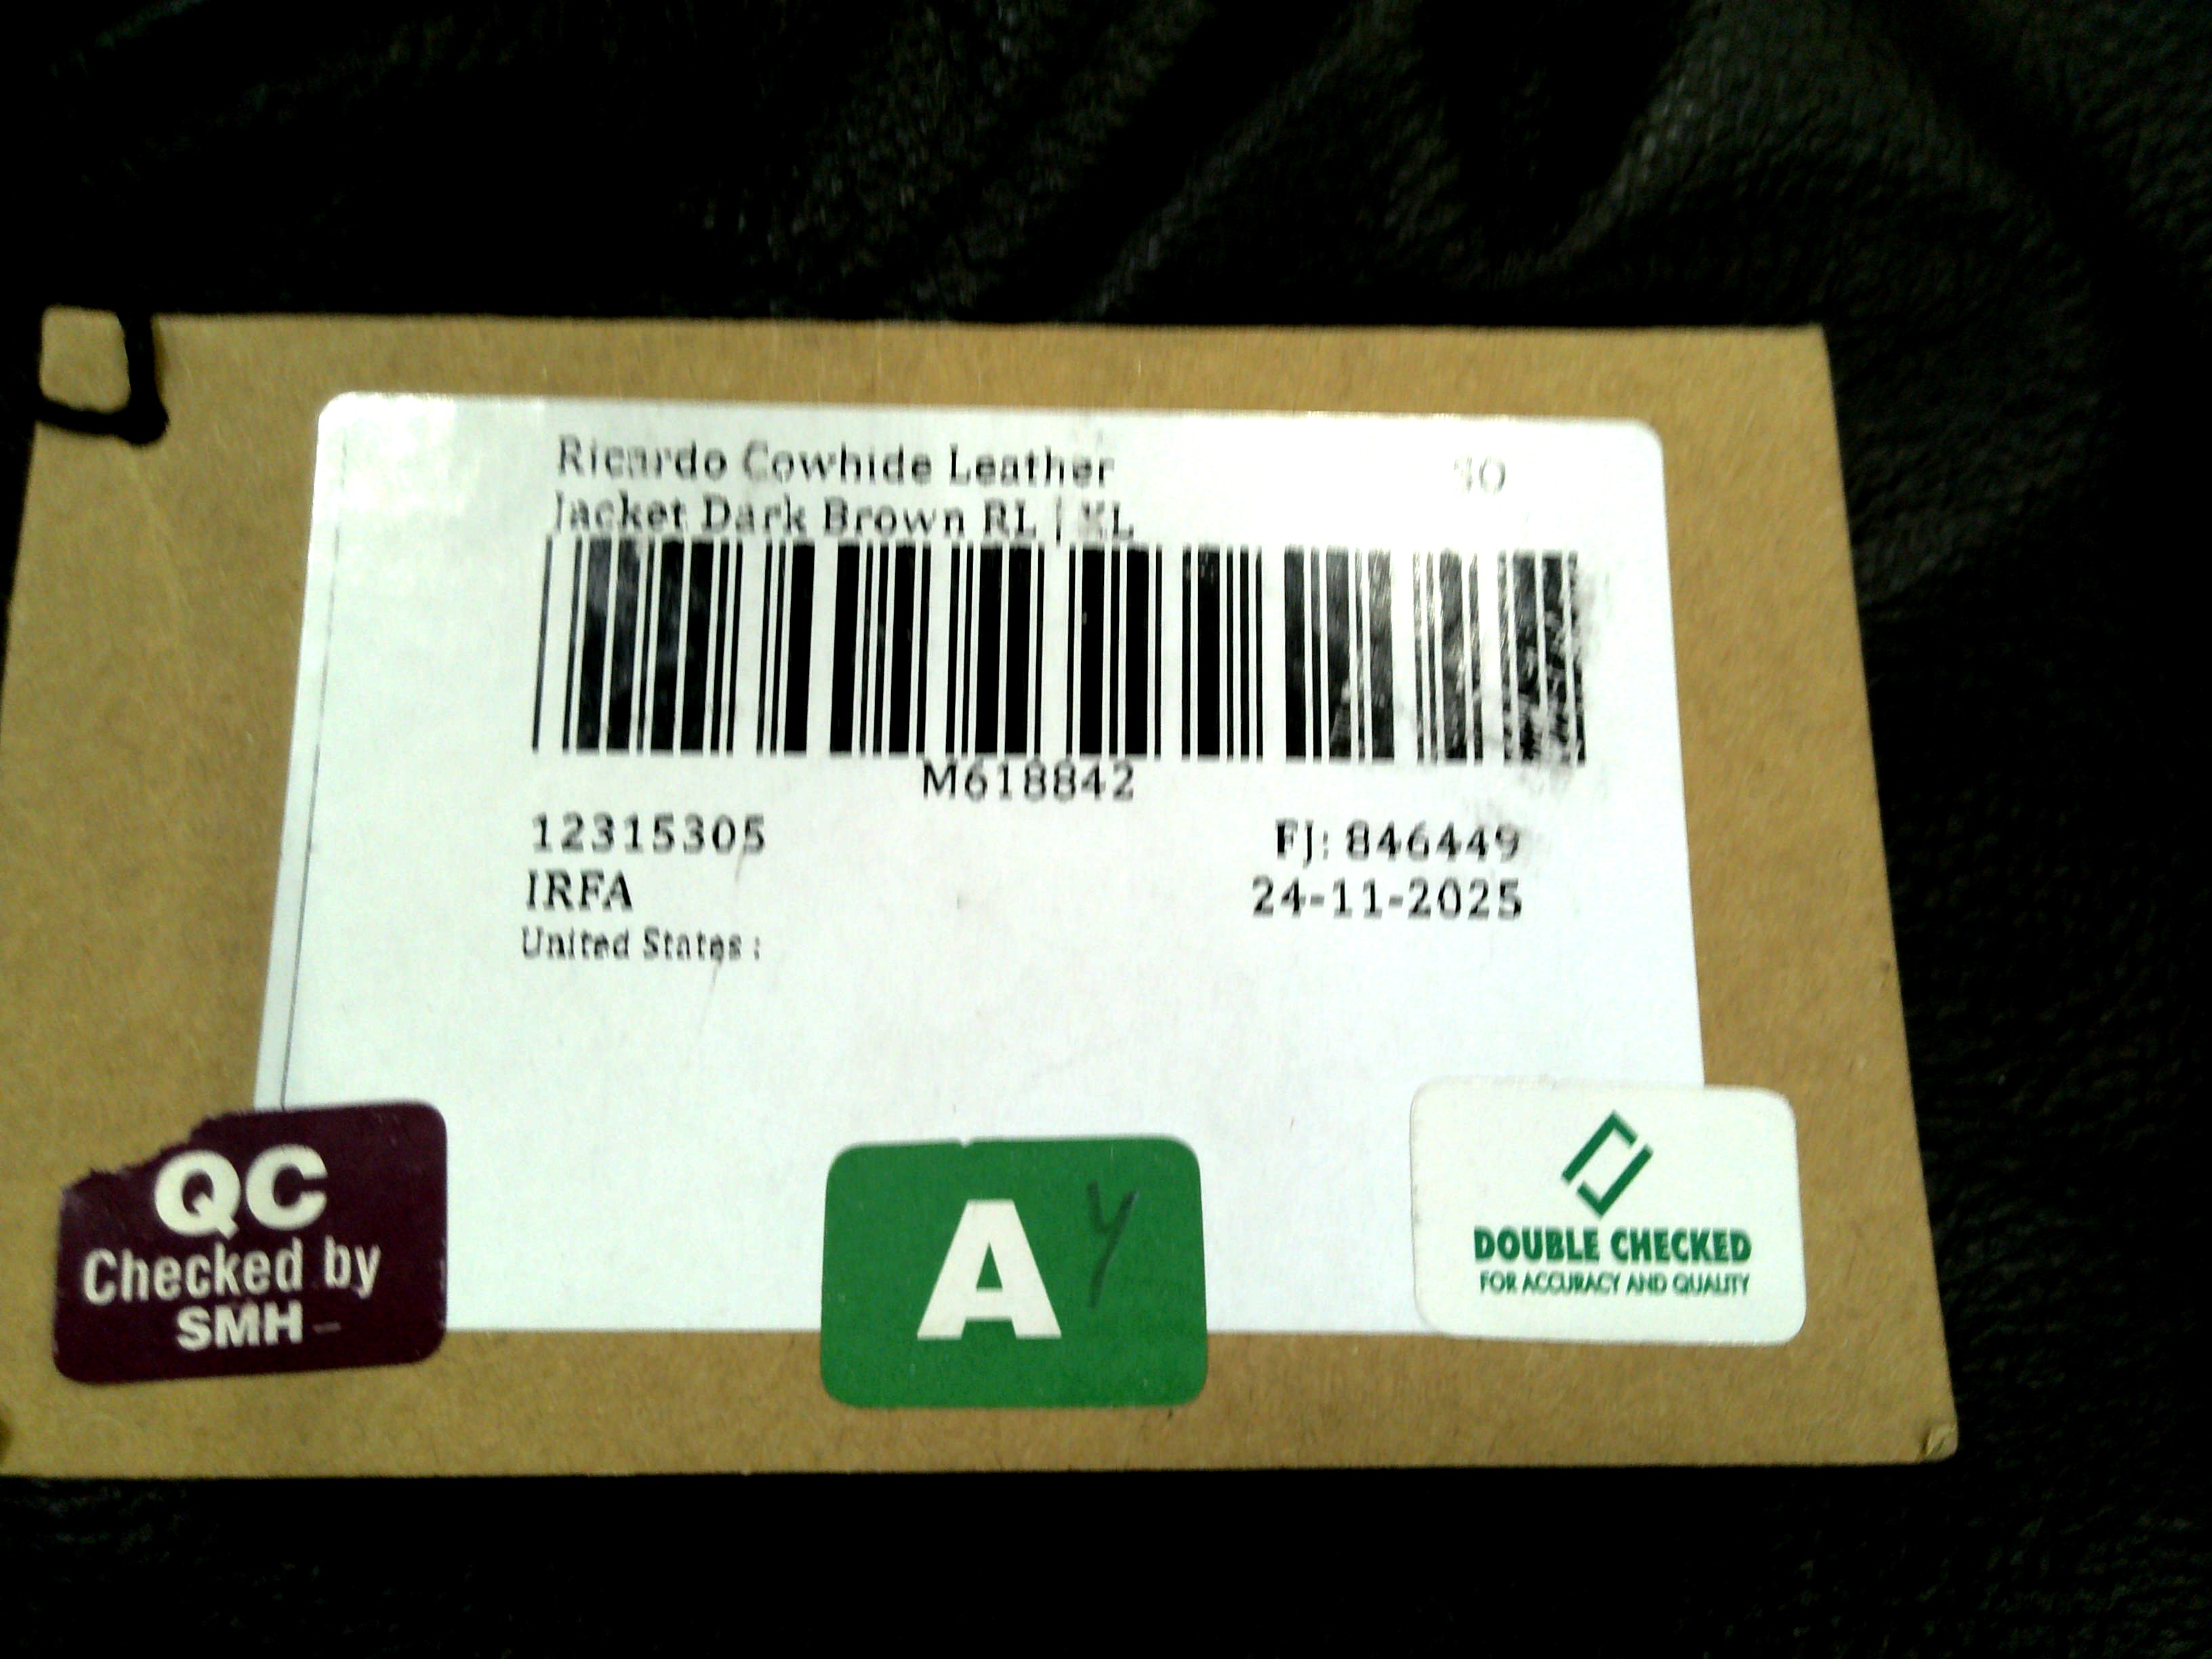 Ricardo Cowhide Leather
Jacket Dark Brown RL | XL
M618842
12315305
FJ: 846449
IRFA
24-11-2025
United States :
QC
Checked by
SMH
A
DOUBLE CHECKED
FOR ACCURACY AND QUALITY